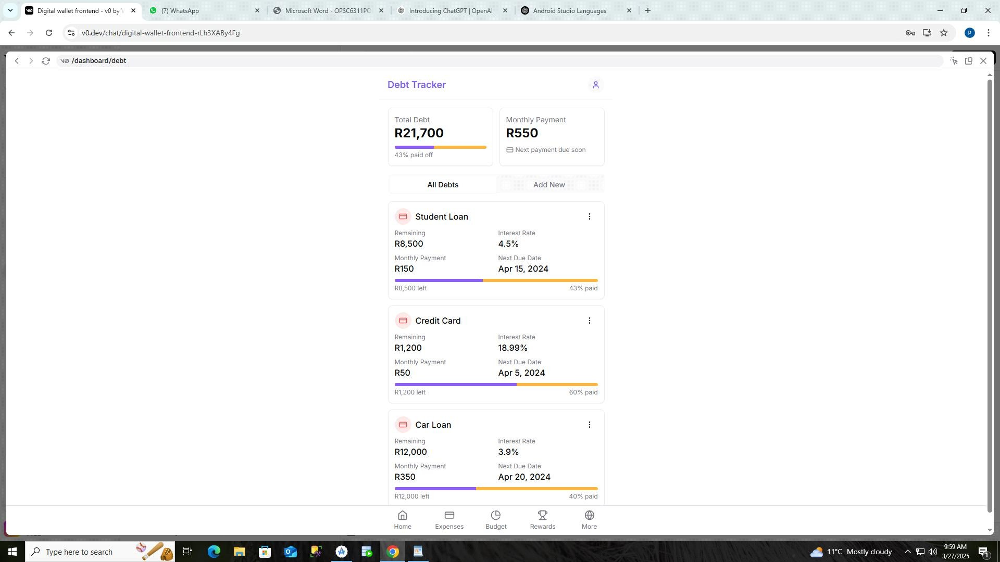 Digital wallet frontend - v0 by
(7) WhatsApp
Microsoft Word - OPSC6311PO
Introducing ChatGPT | OpenAI
Android Studio Languages
v0.dev/chat/digital-wallet-frontend-rLh3XABy4Fg
p
v0 /dashboard/debt
Debt Tracker
Total Debt
R21,700
43% paid off
Monthly Payment
R550
Next payment due soon
All Debts
Add New
Student Loan
Remaining
R8,500
Interest Rate
4.5%
Monthly Payment
R150
Next Due Date
Apr 15, 2024
R8,500 left
43% paid
Credit Card
Remaining
R1,200
Interest Rate
18.99%
Monthly Payment
R50
Next Due Date
Apr 5, 2024
R1,200 left
60% paid
Car Loan
Remaining
R12,000
Interest Rate
3.9%
Monthly Payment
R350
Next Due Date
Apr 20, 2024
R12,000 left
40% paid
Home
Expenses
Budget
Rewards
More
Type here to search
11°C Mostly cloudy
9:59 AM
3/27/2025
1